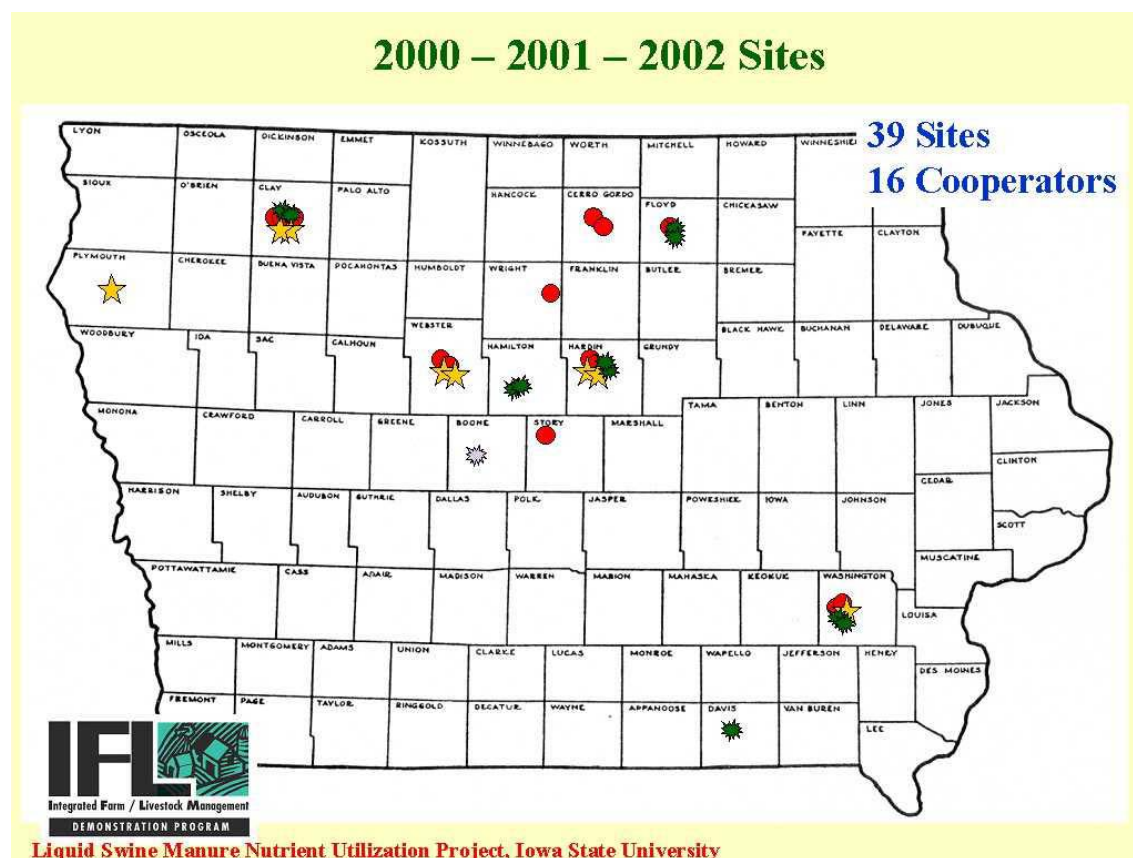 2000 – 2001 – 2002 Sites
39 Sites
16 Cooperators
LYON OSCEOLA DICKINSON EMMET KOSSUTH WINNEBAGO WORTH MITCHELL HOWARD WINNESHIE
SIOUX O'BRIEN CLAY PALO ALTO HANCOCK CERRO GORDO FLOYD CHICKASAW
FAYETTE CLAYTON
PLYMOUTH CHEROKEE BUENA VISTA POCAHONTAS HUMBOLDT WRIGHT FRANKLIN BUTLER BREMER
WOODBURY IDA SAC CALHOUN WEBSTER HAMILTON HARDIN GRUNDY BLACK HAWK BUCHANAN DELAWARE DUBUQUE
MONONA CRAWFORD CARROLL GREENE BOONE STORY MARSHALL TAMA BENTON LINN JONES JACKSON
CLINTON
CEDAR
HARRISON SHELBY AUDUBON GUTHRIE DALLAS POLK JASPER POWESHIEK IOWA JOHNSON
SCOTT
MUSCATINE
POTTAWATTAMIE CASS ADAIR MADISON WARREN MARION MAHASKA KEOKUK WASHINGTON
LOUISA
MILLS MONTGOMERY ADAMS UNION CLARKE LUCAS MONROE WAPELLO JEFFERSON HENRY
DES MOINES
FREMONT PAGE TAYLOR RINGGOLD DECATUR WAYNE APPANOOSE DAVIS VAN BUREN
LEE
IFL
Integrated Farm / Livestock Management
DEMONSTRATION PROGRAM
Liquid Swine Manure Nutrient Utilization Project, Iowa State University